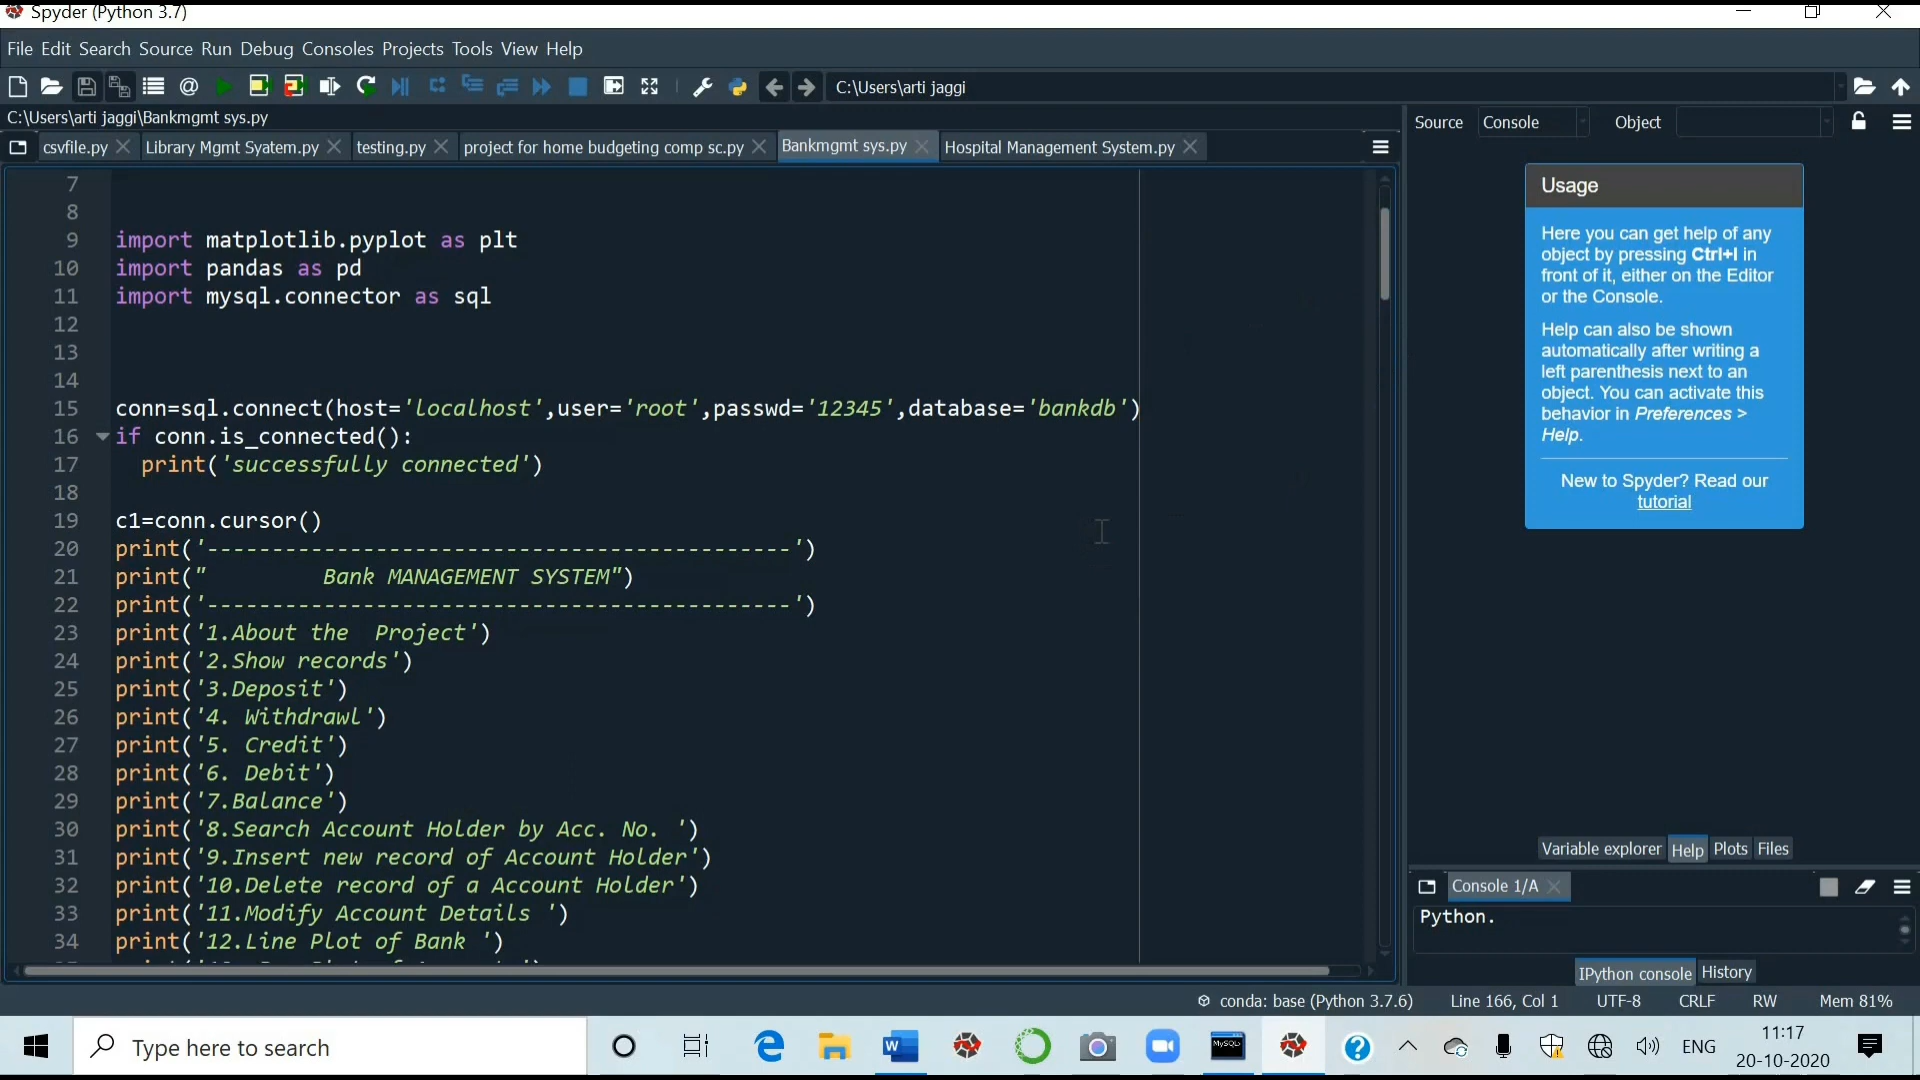 Spyder (Python 3.7)
File Edit Search Source Run Debug Consoles Projects Tools View Help
C:\Users\arti jaggi
C:\Users\arti jaggi\Bankmgmt sys.py
csvfile.py Library Mgmt Syatem.py testing.py project for home budgeting comp sc.py Bankmgmt sys.py Hospital Management System.py
7
8
9 import matplotlib.pyplot as plt
10 import pandas as pd
11 import mysql.connector as sql
12
13
14
15 conn=sql.connect(host='localhost',user='root',passwd='12345',database='bankdb')
16 if conn.is_connected():
17 print('successfully connected')
18
19 c1=conn.cursor()
20 print('---------------------------------------------')
21 print(" Bank MANAGEMENT SYSTEM")
22 print('---------------------------------------------')
23 print('1.About the Project')
24 print('2.Show records')
25 print('3.Deposit')
26 print('4. Withdrawl')
27 print('5. Credit')
28 print('6. Debit')
29 print('7.Balance')
30 print('8.Search Account Holder by Acc. No. ')
31 print('9.Insert new record of Account Holder')
32 print('10.Delete record of a Account Holder')
33 print('11.Modify Account Details ')
34 print('12.Line Plot of Bank ')
Source Console Object
Usage
Here you can get help of any
object by pressing Ctrl+I in
front of it, either on the Editor
or the Console.
Help can also be shown
automatically after writing a
left parenthesis next to an
object. You can activate this
behavior in Preferences >
Help.
New to Spyder? Read our
tutorial
Variable explorer Help Plots Files
Console 1/A
Python.
IPython console History
conda: base (Python 3.7.6) Line 166, Col 1 UTF-8 CRLF RW Mem 81%
Type here to search
MySQL
ENG
11:17
20-10-2020